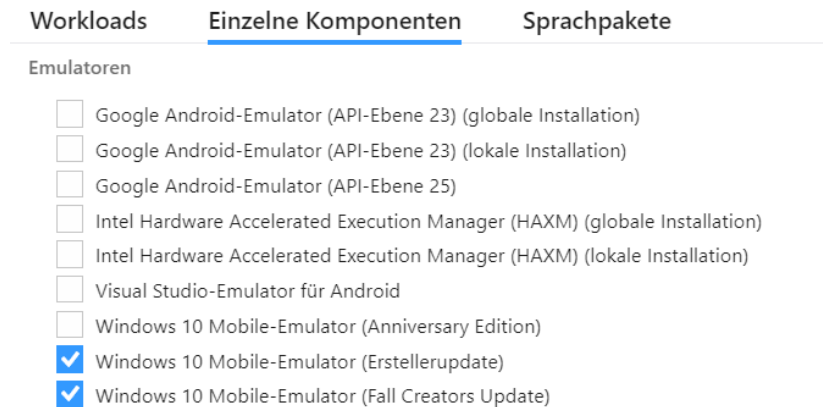 Workloads Einzelne Komponenten Sprachpakete
Emulatoren
Google Android-Emulator (API-Ebene 23) (globale Installation)
Google Android-Emulator (API-Ebene 23) (lokale Installation)
Google Android-Emulator (API-Ebene 25)
Intel Hardware Accelerated Execution Manager (HAXM) (globale Installation)
Intel Hardware Accelerated Execution Manager (HAXM) (lokale Installation)
Visual Studio-Emulator für Android
Windows 10 Mobile-Emulator (Anniversary Edition)
Windows 10 Mobile-Emulator (Erstellerupdate)
Windows 10 Mobile-Emulator (Fall Creators Update)